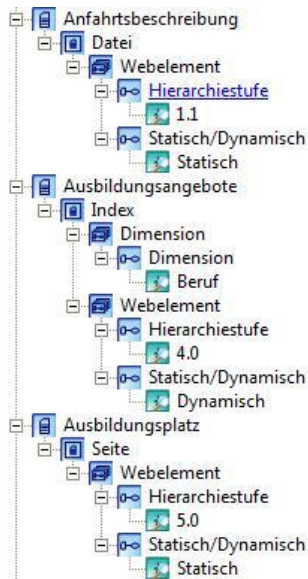 Anfahrtsbeschreibung
Datei
Webelement
Hierarchiestufe
1.1
Statisch/Dynamisch
Statisch
Ausbildungsangebote
Index
Dimension
Dimension
Beruf
Webelement
Hierarchiestufe
4.0
Statisch/Dynamisch
Dynamisch
Ausbildungsplatz
Seite
Webelement
Hierarchiestufe
5.0
Statisch/Dynamisch
Statisch